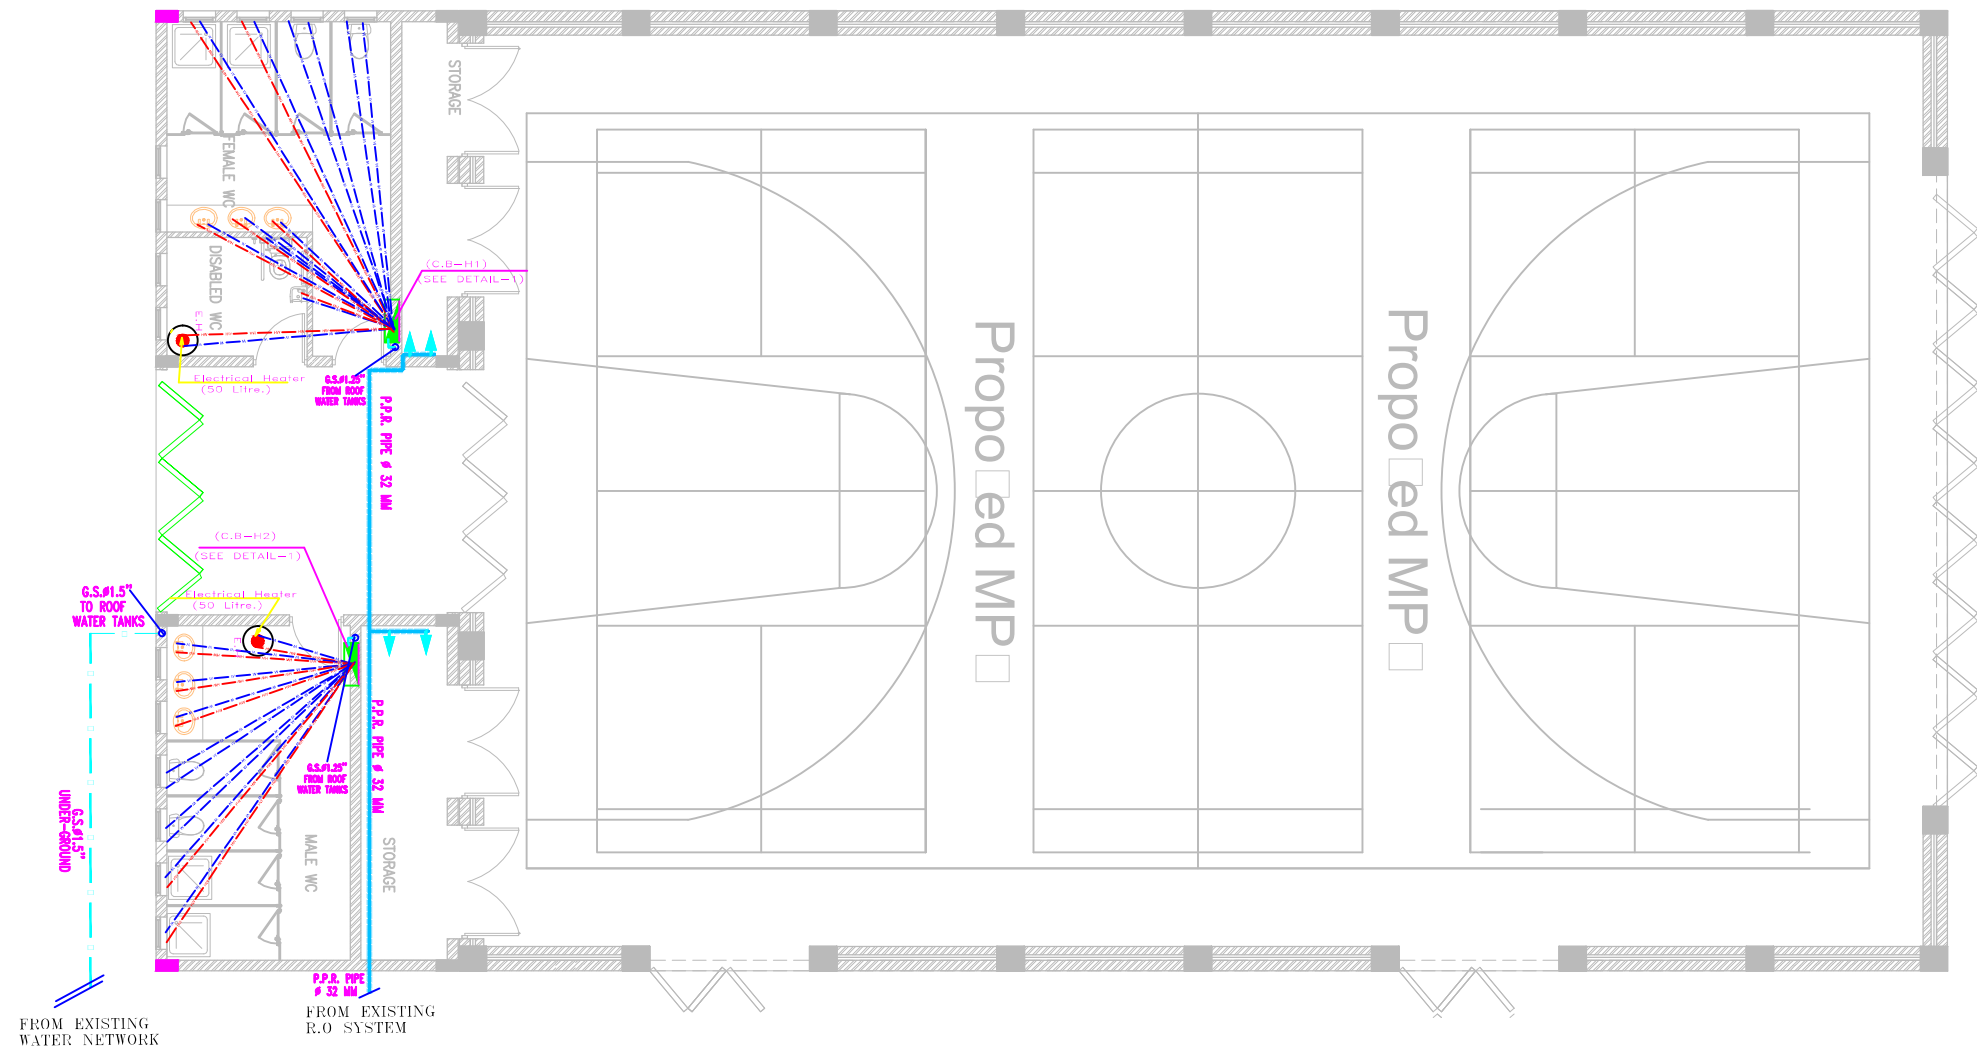 STORAGE
FEMALE WC
DISABLED WC
(C.B-H1)
(SEE DETAIL-1)
E.H
Electrical Heater
(50 Litre.)
G.S.ø1.25"
FROM ROOF
WATER TANKS
P.P.R. PIPE ø 32 MM
Propo□ed MP□
Propo□ed MP□
(C.B-H2)
(SEE DETAIL-1)
G.S.ø1.5"
TO ROOF
WATER TANKS
Electrical Heater
(50 Litre.)
P.P.R. PIPE ø 32 MM
G.S.ø1.25"
FROM ROOF
WATER TANKS
G.S.ø1.5"
UNDER-GROUND
MALE WC
STORAGE
P.P.R. PIPE
ø 32 MM
FROM EXISTING
R.O SYSTEM
FROM EXISTING
WATER NETWORK